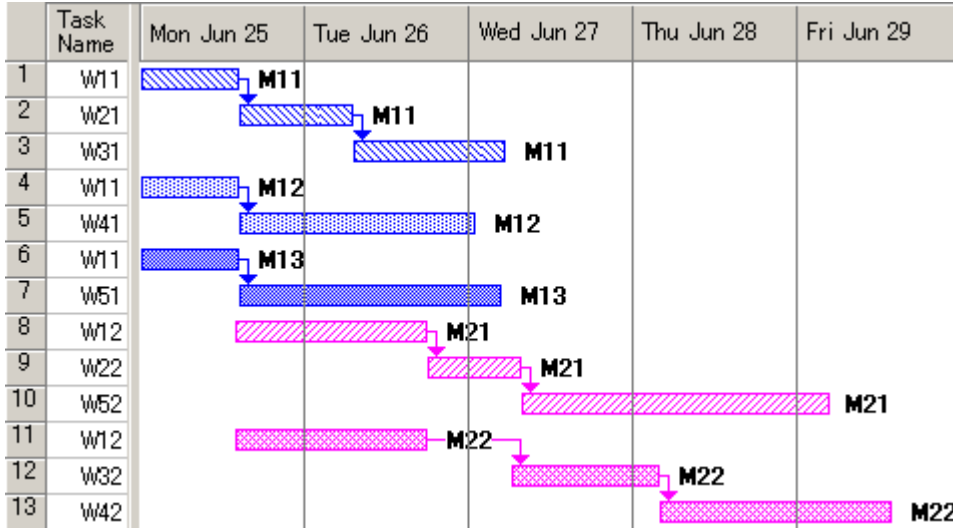 Task Name Mon Jun 25 Tue Jun 26 Wed Jun 27 Thu Jun 28 Fri Jun 29
1 W11 M11
2 W21 M11
3 W31 M11
4 W11 M12
5 W41 M12
6 W11 M13
7 W51 M13
8 W12 M21
9 W22 M21
10 W52 M21
11 W12 M22
12 W32 M22
13 W42 M22